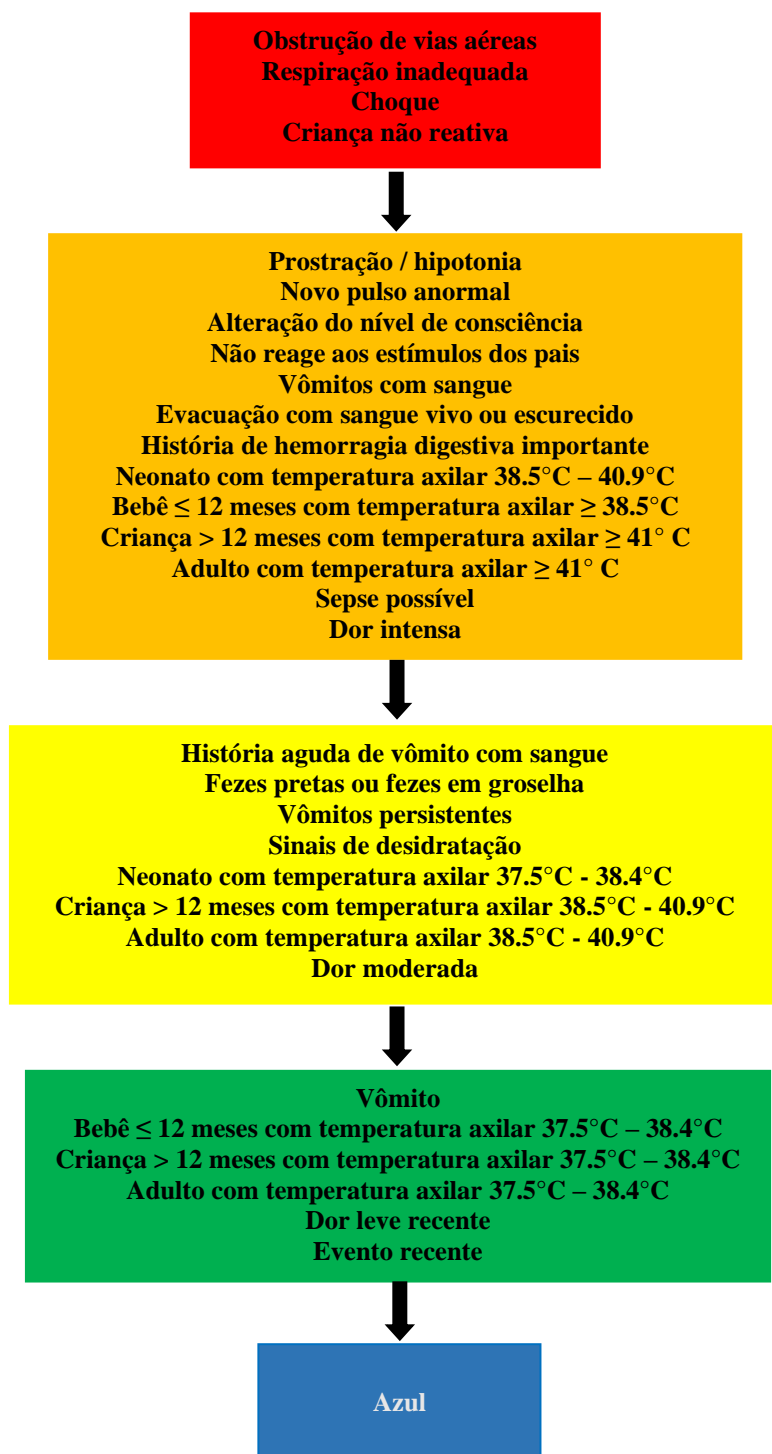 Obstrução de vias aéreas
Respiração inadequada
Choque
Criança não reativa
Prostração / hipotonia
Novo pulso anormal
Alteração do nível de consciência
Não reage aos estímulos dos pais
Vômitos com sangue
Evacuação com sangue vivo ou escurecido
História de hemorragia digestiva importante
Neonato com temperatura axilar 38.5°C – 40.9°C
Bebê ≤ 12 meses com temperatura axilar ≥ 38.5°C
Criança > 12 meses com temperatura axilar ≥ 41° C
Adulto com temperatura axilar ≥ 41° C
Sepse possível
Dor intensa
História aguda de vômito com sangue
Fezes pretas ou fezes em groselha
Vômitos persistentes
Sinais de desidratação
Neonato com temperatura axilar 37.5°C - 38.4°C
Criança > 12 meses com temperatura axilar 38.5°C - 40.9°C
Adulto com temperatura axilar 38.5°C - 40.9°C
Dor moderada
Vômito
Bebê ≤ 12 meses com temperatura axilar 37.5°C – 38.4°C
Criança > 12 meses com temperatura axilar 37.5°C – 38.4°C
Adulto com temperatura axilar 37.5°C – 38.4°C
Dor leve recente
Evento recente
Azul